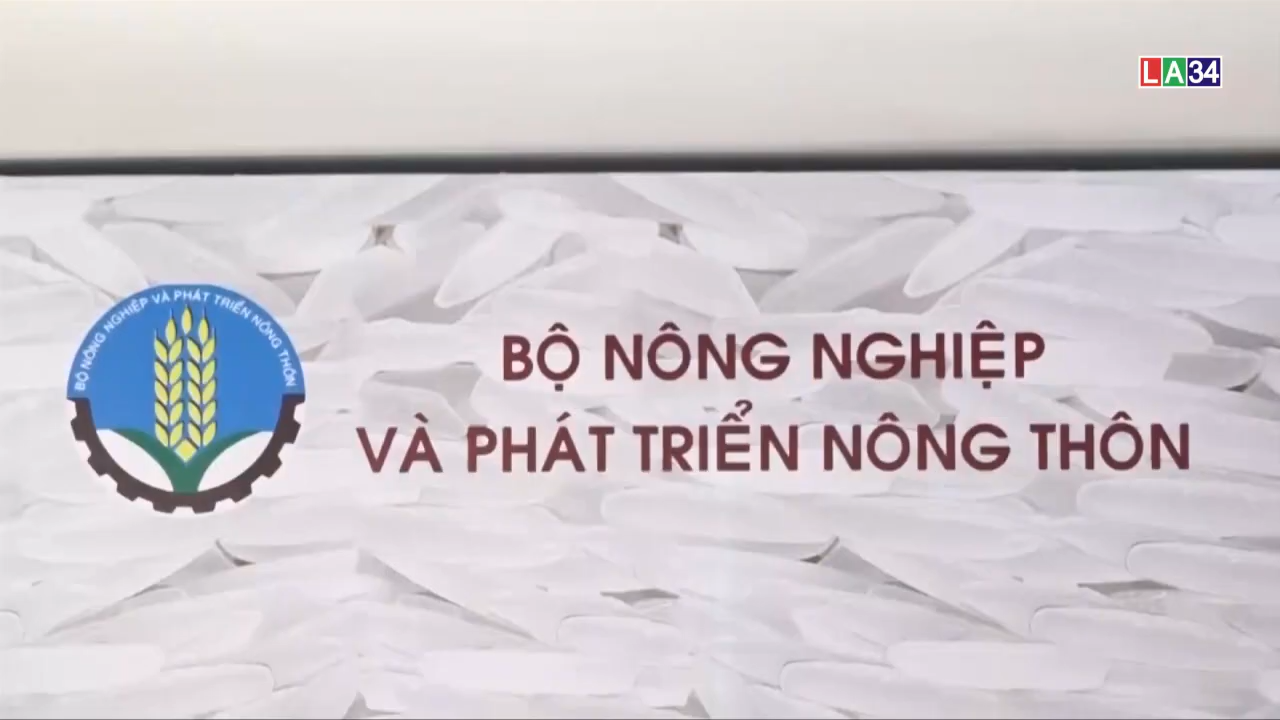 LA34
BỘ NÔNG NGHIỆP VÀ PHÁT TRIỂN NÔNG THÔN
BỘ NÔNG NGHIỆP
VÀ PHÁT TRIỂN NÔNG THÔN